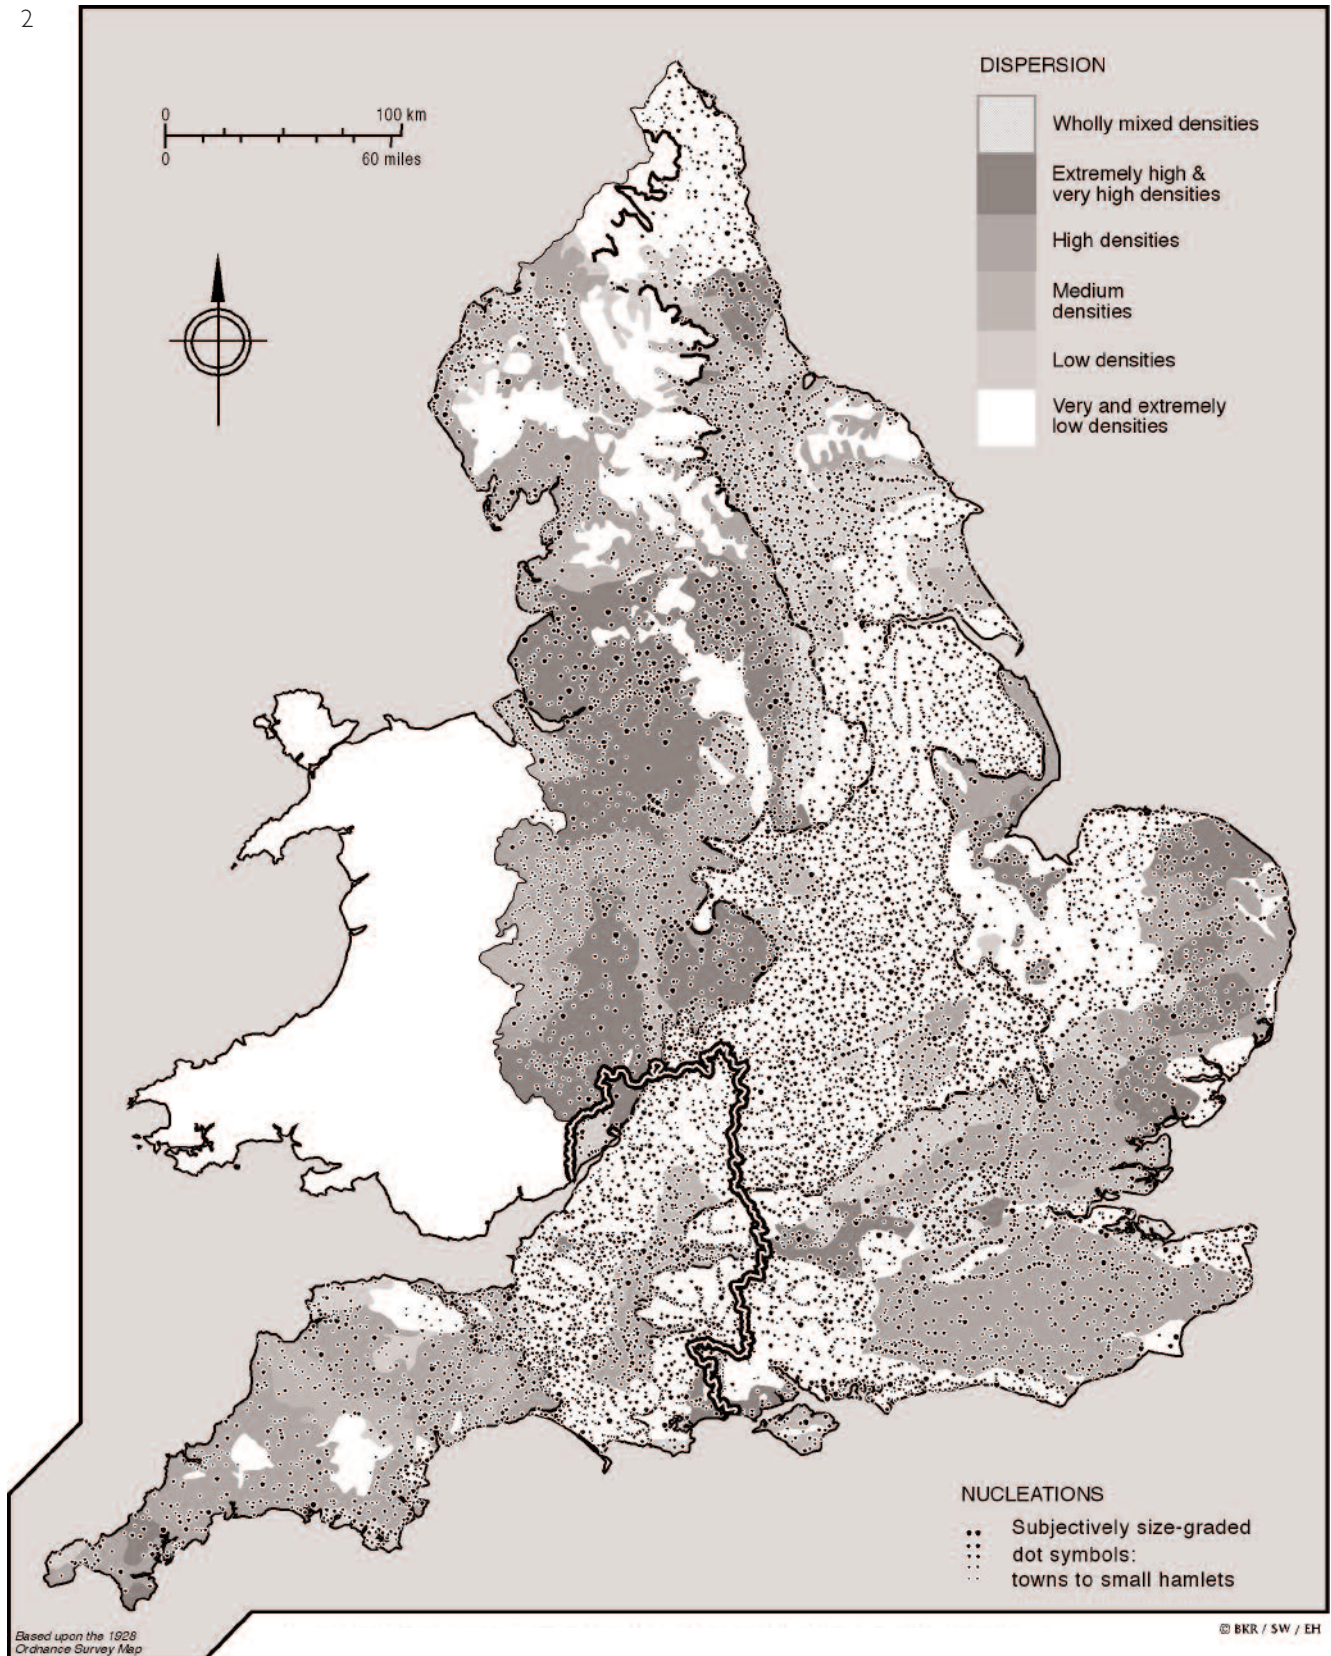 2
DISPERSION
0 100 km
0 60 miles
Wholly mixed densities
Extremely high &
very high densities
High densities
Medium
densities
Low densities
Very and extremely
low densities
NUCLEATIONS
Subjectively size-graded
dot symbols:
towns to small hamlets
Based upon the 1928
Ordnance Survey Map
© BKR / SW / EH